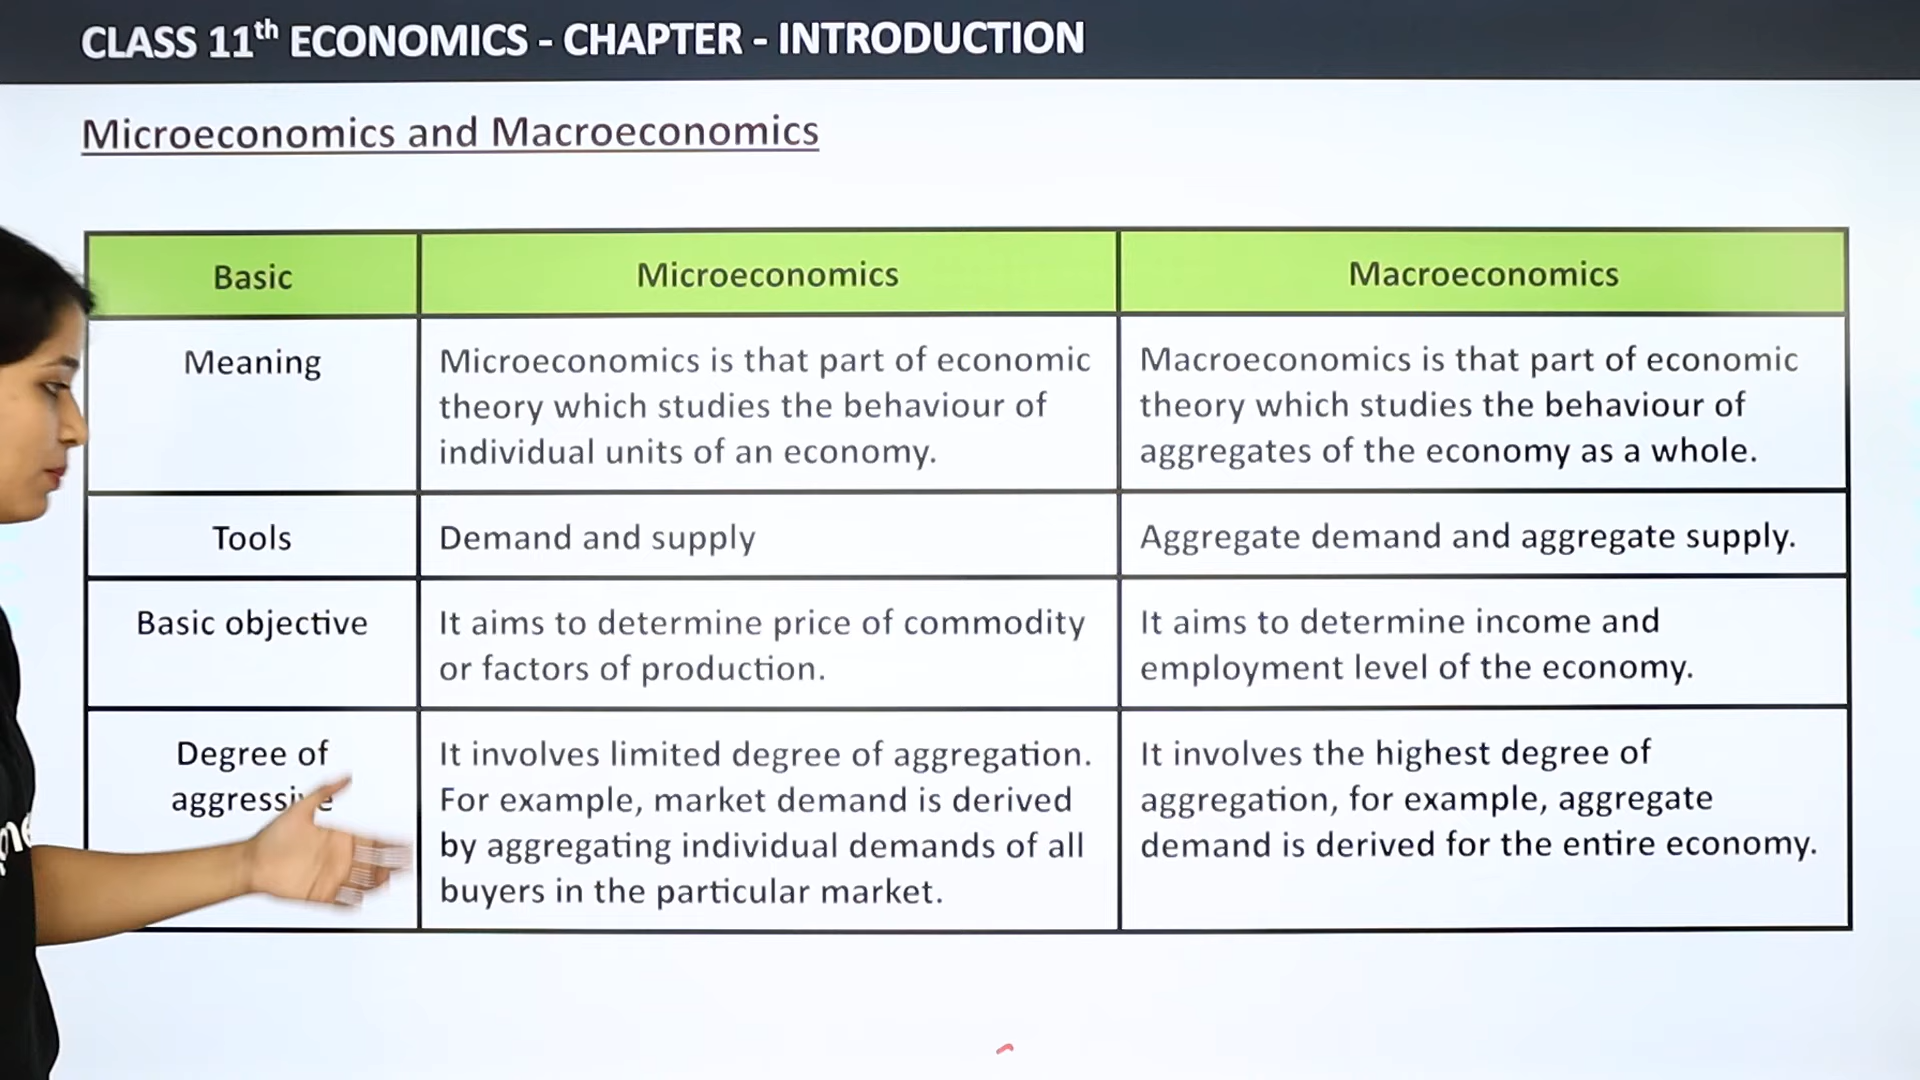 CLASS 11th ECONOMICS - CHAPTER - INTRODUCTION
Microeconomics and Macroeconomics
Basic
Microeconomics
Macroeconomics
Meaning
Microeconomics is that part of economic
theory which studies the behaviour of
individual units of an economy.
Macroeconomics is that part of economic
theory which studies the behaviour of
aggregates of the economy as a whole.
Tools
Demand and supply
Aggregate demand and aggregate supply.
Basic objective
It aims to determine price of commodity
or factors of production.
It aims to determine income and
employment level of the economy.
Degree of
aggressive
It involves limited degree of aggregation.
For example, market demand is derived
by aggregating individual demands of all
buyers in the particular market.
It involves the highest degree of
aggregation, for example, aggregate
demand is derived for the entire economy.